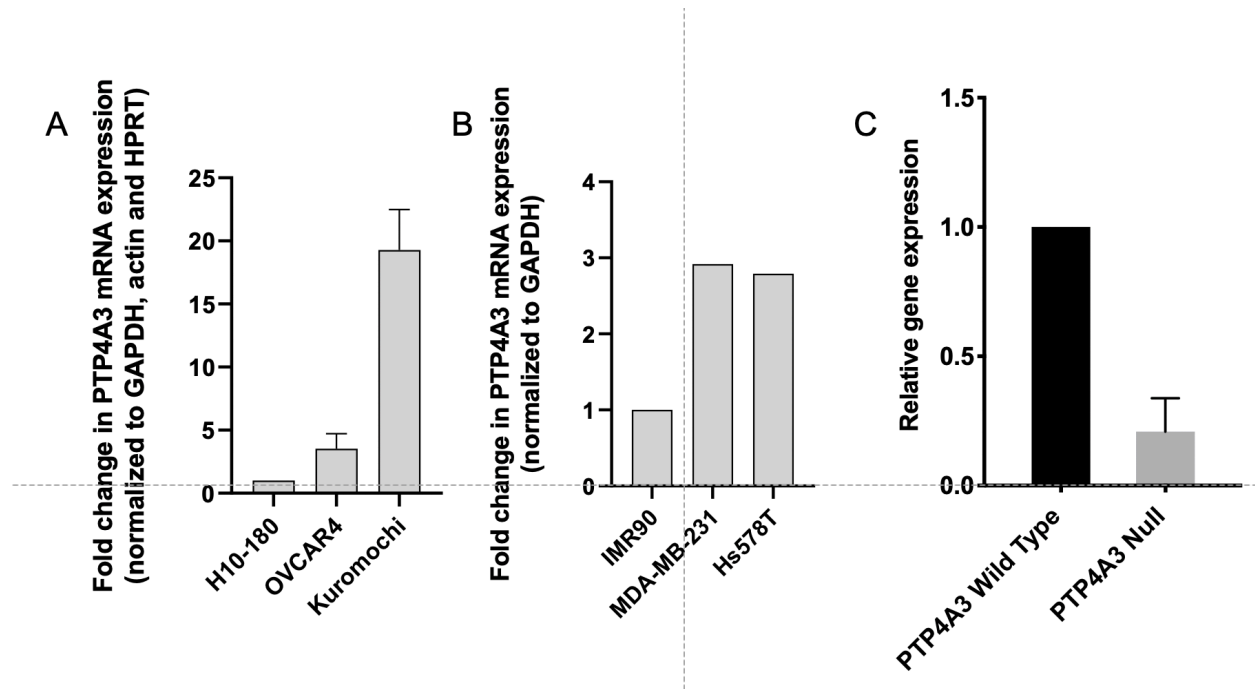 A
Fold change in PTP4A3 mRNA expression
(normalized to GAPDH, actin and HPRT)
25
20
15
10
5
0
H10-180
OVCAR4
Kuromochi
B
Fold change in PTP4A3 mRNA expression
(normalized to GAPDH)
4
3
2
1
0
IMR90
MDA-MB-231
Hs578T
C
Relative gene expression
1.5
1.0
0.5
0.0
PTP4A3 Wild Type
PTP4A3 Null